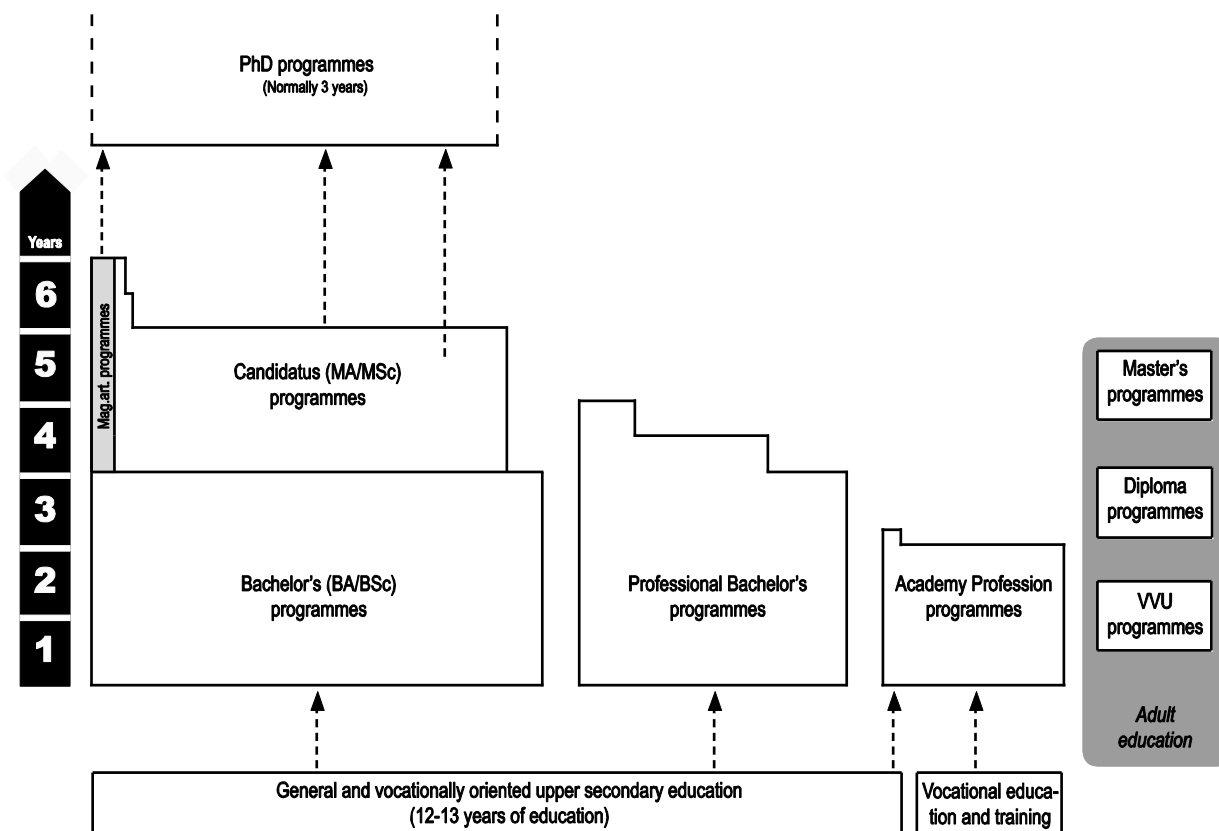 PhD programmes
(Normally 3 years)
Years
6
5
4
3
2
1
Mag.art. programmes
Candidatus (MA/MSc)
programmes
Bachelor's (BA/BSc)
programmes
Professional Bachelor's
programmes
Academy Profession
programmes
Master's
programmes
Diploma
programmes
VVU
programmes
Adult
education
General and vocationally oriented upper secondary education
(12-13 years of education)
Vocational educa-
tion and training